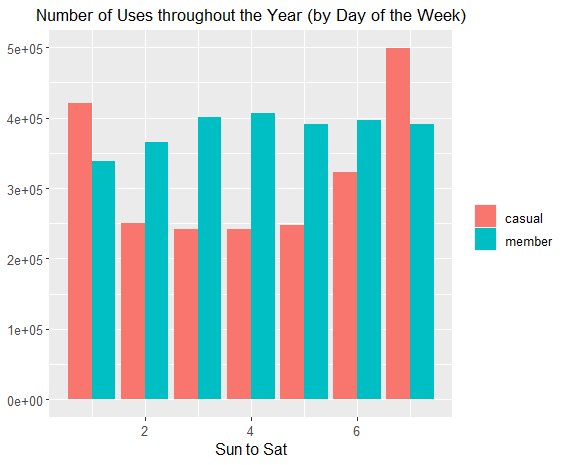 Number of Uses throughout the Year (by Day of the Week)
5e+05
4e+05
3e+05
2e+05
1e+05
0e+00
2
4
6
Sun to Sat
casual
member